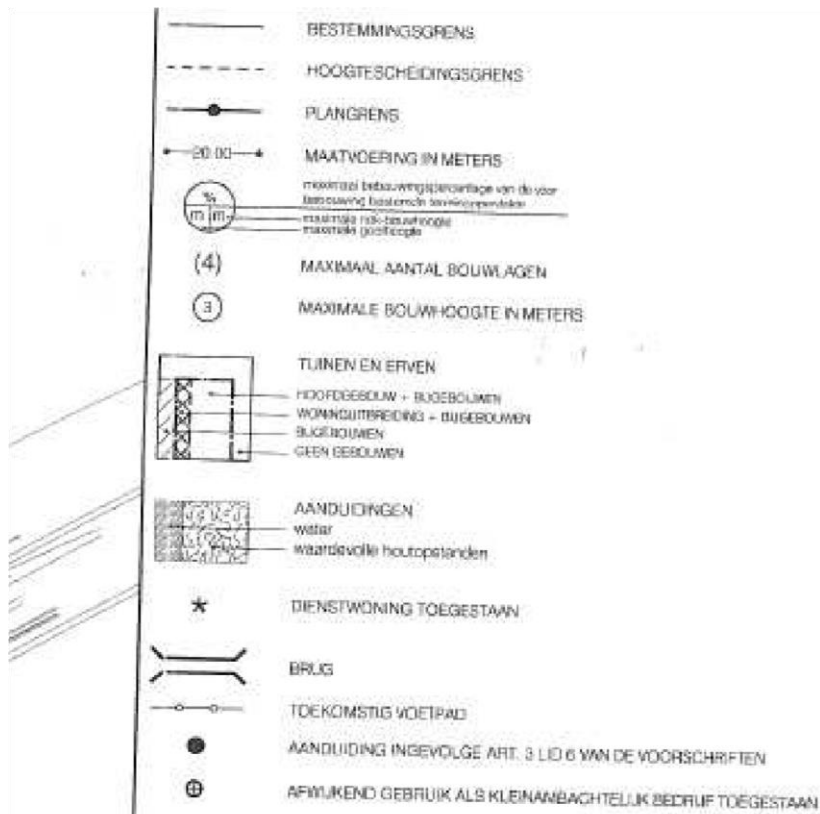 BESTEMMINGSGRENS
HOOGTESCHEIDINGSGRENS
PLANGRENS
20.00 MAATVOERING IN METERS
% maximaal bebouwingspercentage van de voor
bebouwing bestemde
m m maximale nok-bouwhoogte
maximale goothoogte
(4) MAXIMAAL AANTAL BOUWLAGEN
3 MAXIMALE BOUWHOOGTE IN METERS
TUINEN EN ERVEN
HOOFDGEBOUW + BIJGEBOUWEN
WONINGUITBREIDING + BIJGEBOUWEN
BIJGEBOUWEN
GEEN GEBOUWEN
AANDUIDINGEN
water
waardevolle houtopstanden
* DIENSTWONING TOEGESTAAN
BRUG
TOEKOMSTIG VOETPAD
AANDUIDING INGEVOLGE ART. 3 LID 6 VAN DE VOORSCHRIFTEN
AFWIJKEND GEBRUIK ALS KLEINAMBACHTELIJK BEDRIJF TOEGESTAAN